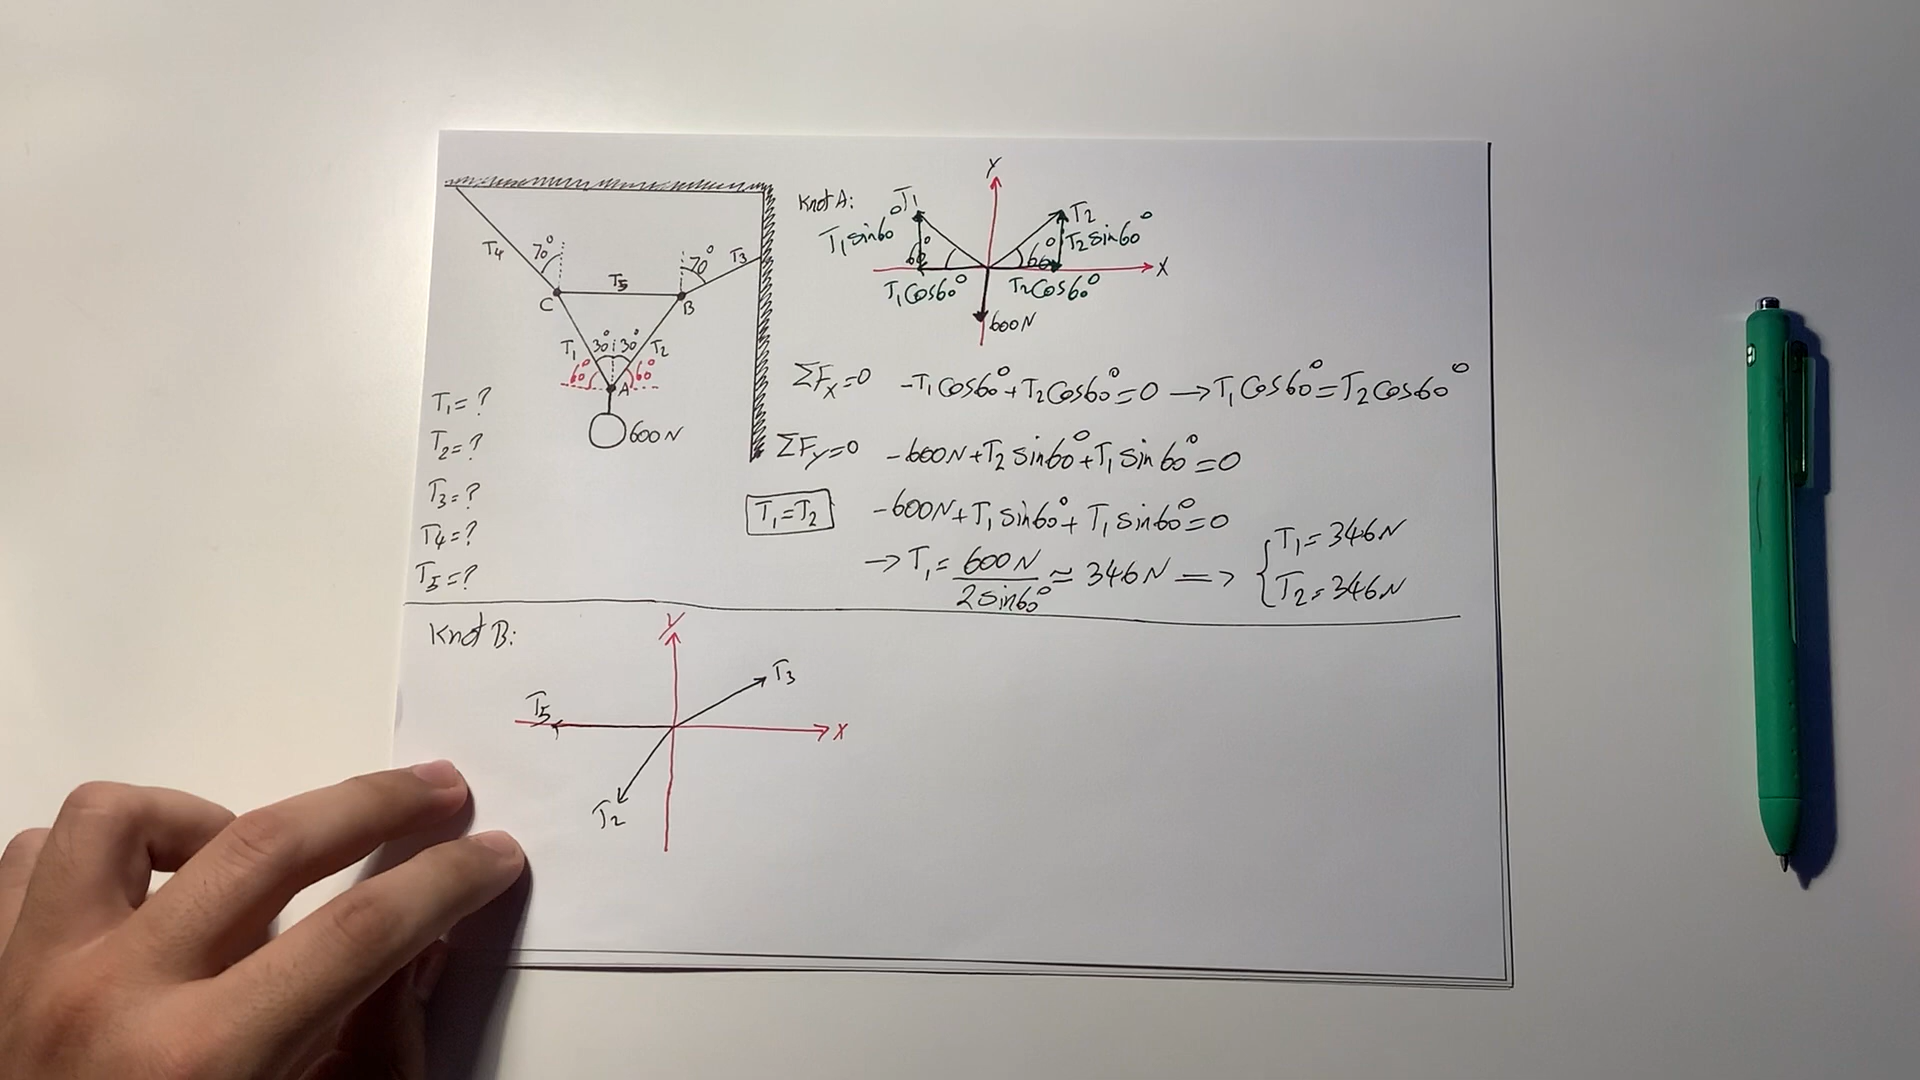 T4
70°
70°
T3
T5
C
B
T1
30°
30°
T2
60°
60°
A
600N
T1=?
T2=?
T3=?
T4=?
T5=?
Knot A:
Y
T1
T2
T1 sin60°
T2 sin60°
60°
60°
X
T1 Cos60°
T2 Cos60°
600N
ΣFx=0 -T1 Cos60°+T2 Cos60°=0 → T1 Cos60°=T2 Cos60°
ΣFy=0 -600N+T2 sin60°+T1 sin60°=0
T1=T2 -600N+T1 sin60°+T1 sin60°=0
→ T1= 600N / 2 sin60° ≈ 346N ⟹ { T1=346N
T2=346N
Knot B:
Y
T3
T5
X
T2